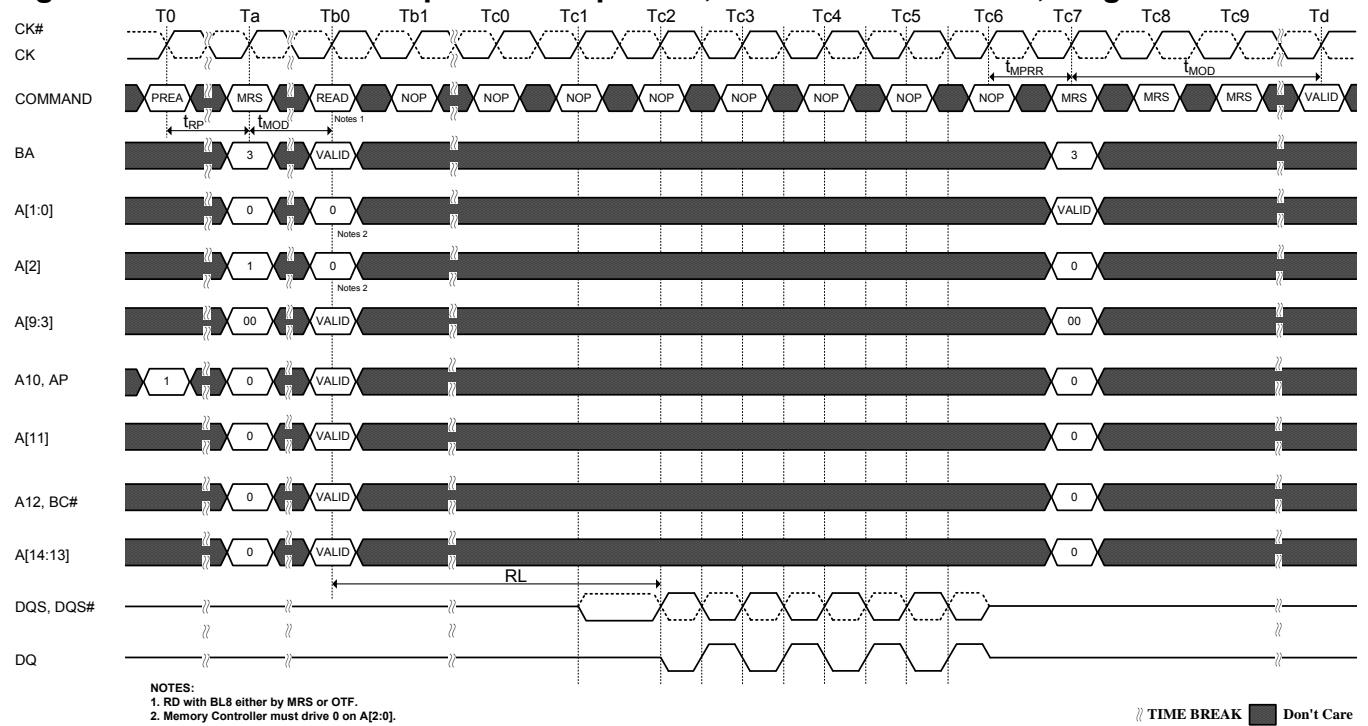 T0 Ta Tb0 Tb1 Tc0 Tc1 Tc2 Tc3 Tc4 Tc5 Tc6 Tc7 Tc8 Tc9 Td
CK#
CK
tMPRR tMOD
COMMAND PREA MRS READ NOP NOP NOP NOP NOP NOP NOP NOP MRS MRS MRS VALID
tRP tMOD Notes 1
BA 3 VALID 3
A[1:0] 0 0 VALID
Notes 2
A[2] 1 0 0
Notes 2
A[9:3] 00 VALID 00
A10, AP 1 0 VALID 0
A[11] 0 VALID 0
A12, BC# 0 VALID 0
A[14:13] 0 VALID 0
RL
DQS, DQS#
DQ
NOTES:
1. RD with BL8 either by MRS or OTF.
2. Memory Controller must drive 0 on A[2:0].
TIME BREAK Don't Care